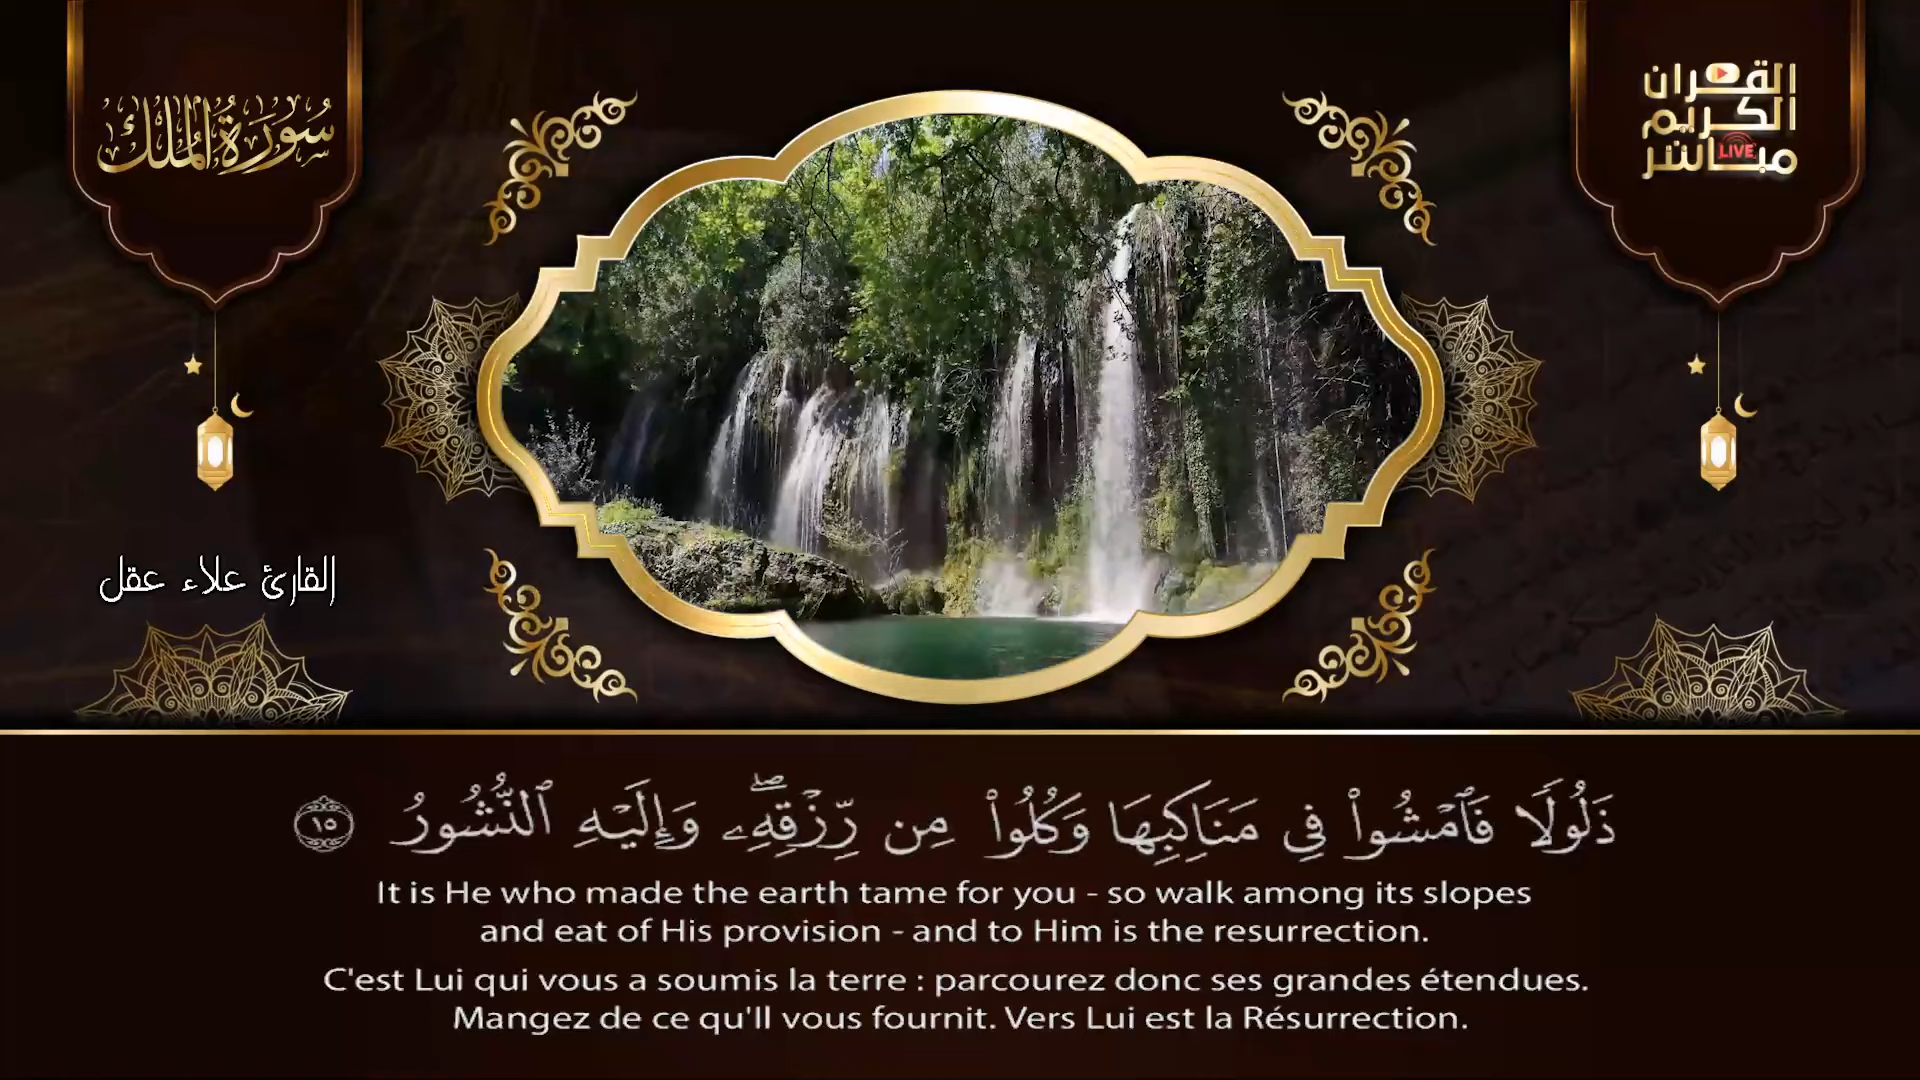 سُورَةُ الْمُلْك
القرآن
الكريم
مباشر
LIVE
القارئ علاء عقل
ذَلُولًا فَٱمْشُوا۟ فِى مَنَاكِبِهَا وَكُلُوا۟ مِن رِّزْقِهِۦ ۖ وَإِلَيْهِ ٱلنُّشُورُ ١٥
It is He who made the earth tame for you - so walk among its slopes
and eat of His provision - and to Him is the resurrection.
C'est Lui qui vous a soumis la terre : parcourez donc ses grandes étendues.
Mangez de ce qu'Il vous fournit. Vers Lui est la Résurrection.